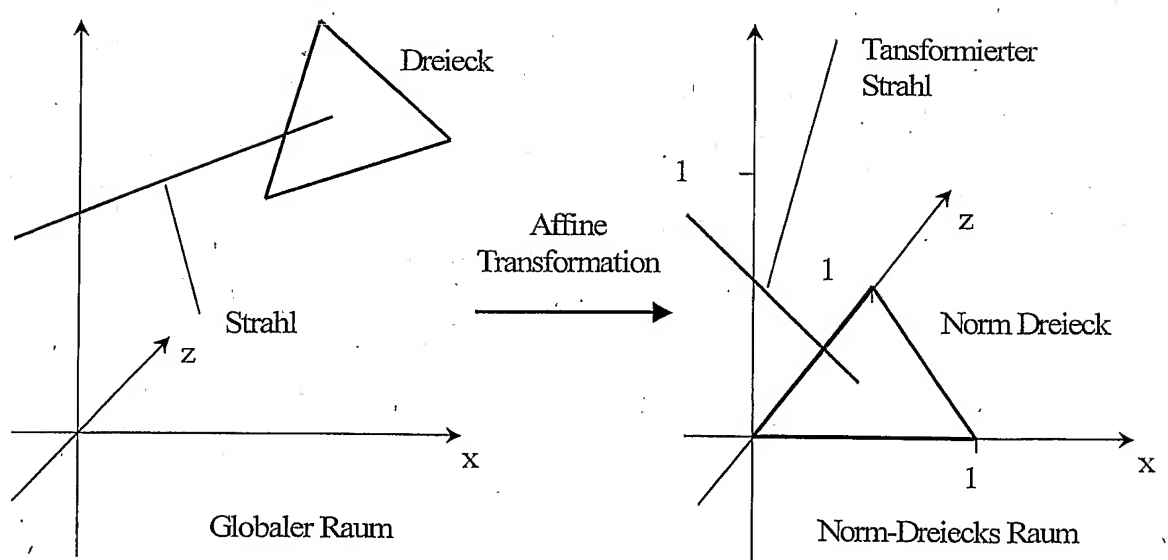 Dreieck
Strahl
z
x
Globaler Raum
Affine
Transformation
Tansformierter
Strahl
1
z
1
Norm Dreieck
1
x
Norm-Dreiecks Raum